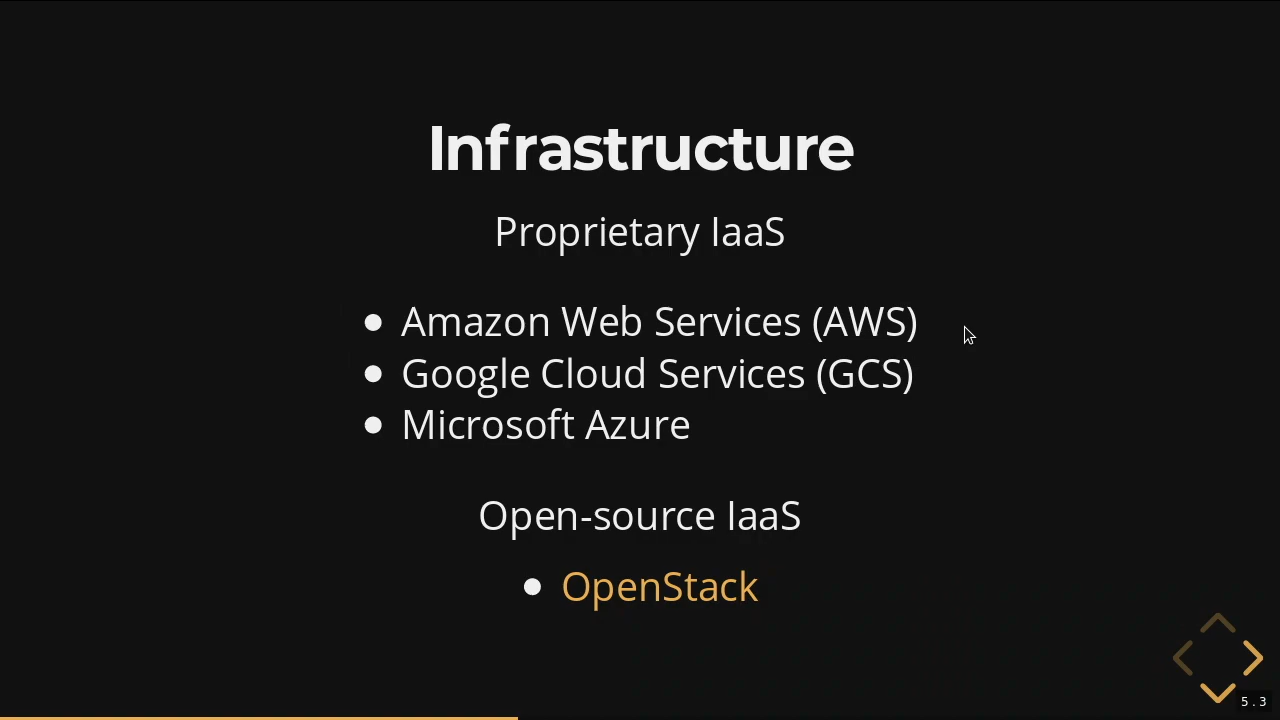 Infrastructure
Proprietary IaaS
Amazon Web Services (AWS)
Google Cloud Services (GCS)
Microsoft Azure
Open-source IaaS
OpenStack
5.3